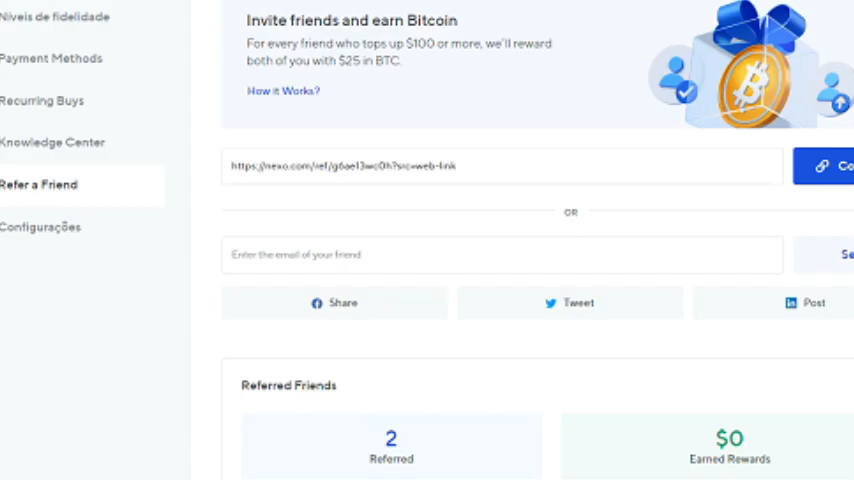 Níveis de fidelidade
Payment Methods
Recurring Buys
Knowledge Center
Refer a Friend
Configurações
Invite friends and earn Bitcoin
For every friend who tops up $100 or more, we'll reward
both of you with $25 in BTC.
How it Works?
https://nexo.com/ref/g6ae13wc0h?src=web-link
Co
OR
Enter the email of your friend
Se
Share
Tweet
Post
Referred Friends
2
Referred
$0
Earned Rewards